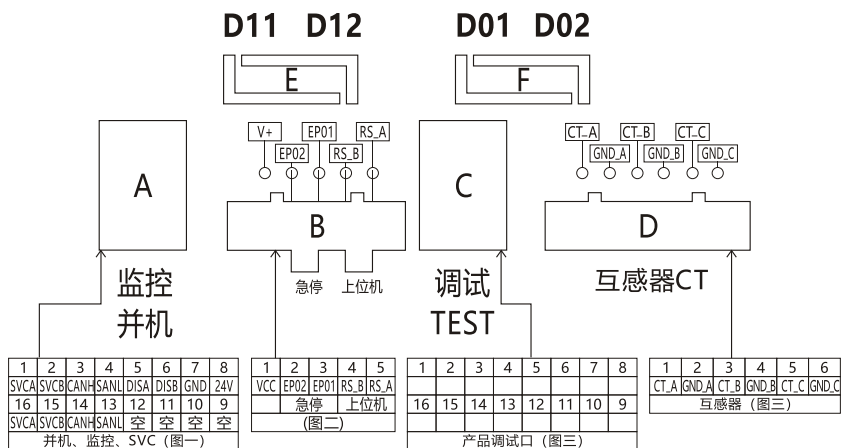 D11 D12 D01 D02
E F
V+ EP01 RS_A CT_A CT_B CT_C
EP02 RS_B GND_A GND_B GND_C
A B C D
急停 上位机
监控
并机
调试
TEST
互感器CT
1 2 3 4 5 6 7 8
SVCA SVCB CANH SANL DISA DISB GND 24V
16 15 14 13 12 11 10 9
SVCA SVCB CANH SANL 空 空 空 空
并机、监控、SVC (图一)
1 2 3 4 5
VCC EP02 EP01 RS_B RS_A
急停 上位机
(图二)
1 2 3 4 5 6 7 8
16 15 14 13 12 11 10 9
产品调试口 (图三)
1 2 3 4 5 6
CT_A GND_A CT_B GND_B CT_C GND_C
互感器 (图三)